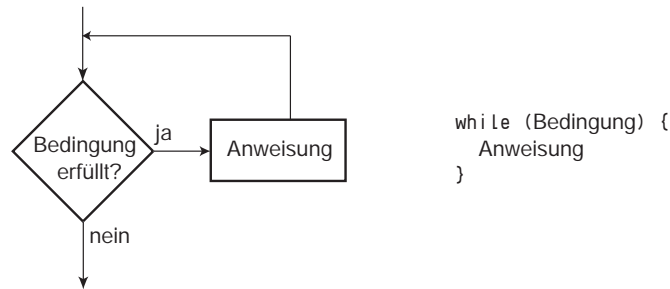 Bedingung
erfüllt?
ja
Anweisung
nein
while (Bedingung) {
Anweisung
}